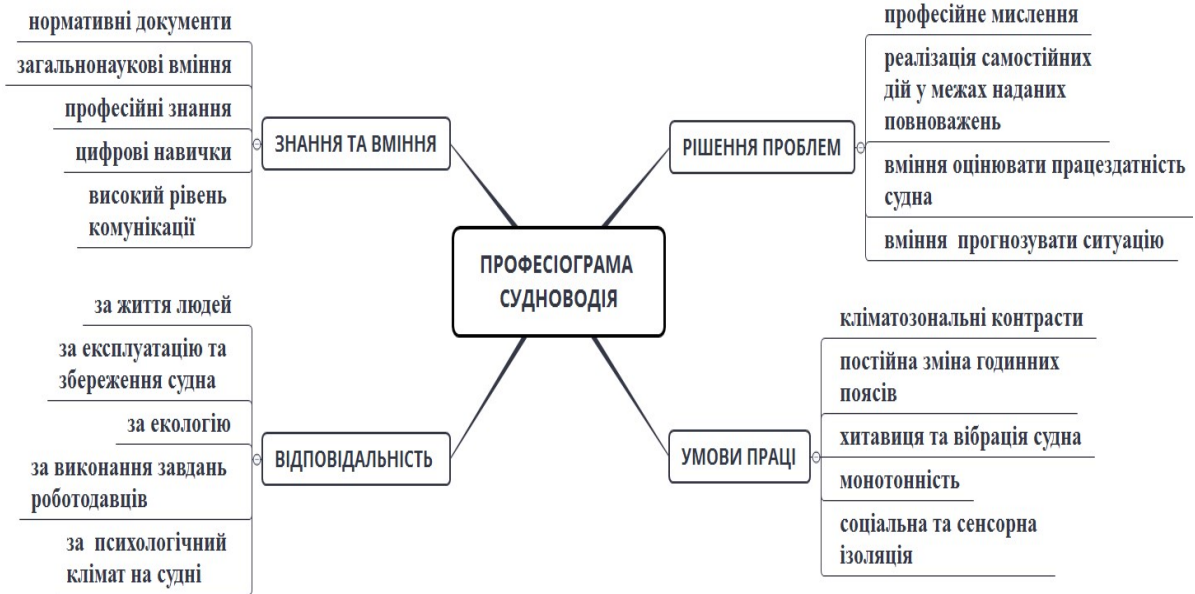 ПРОФЕСІОГРАМА
СУДНОВОДІЯ
ЗНАННЯ ТА ВМІННЯ
нормативні документи
загальнонаукові вміння
професійні знання
цифрові навички
високий рівень
комунікації
РІШЕННЯ ПРОБЛЕМ
професійне мислення
реалізація самостійних
дій у межах наданих
повноважень
вміння оцінювати працездатність
судна
вміння прогнозувати ситуацію
ВІДПОВІДАЛЬНІСТЬ
за життя людей
за експлуатацію та
збереження судна
за екологію
за виконання завдань
роботодавців
за психологічний
клімат на судні
УМОВИ ПРАЦІ
кліматозональні контрасти
постійна зміна годинних
поясів
хитавиця та вібрація судна
монотонність
соціальна та сенсорна
ізоляція